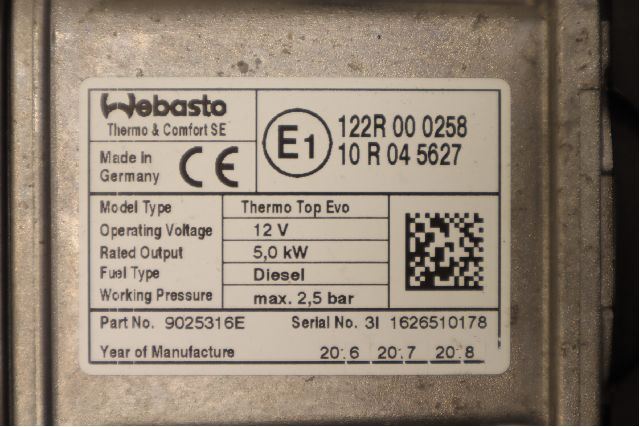 Webasto
Thermo & Comfort SE
Made in
Germany
CE
E1
122R 00 0258
10 R 04 5627
Model Type Thermo Top Evo
Operating Voltage 12 V
Rated Output 5,0 kW
Fuel Type Diesel
Working Pressure max. 2,5 bar
Part No. 9025316E Serial No. 3I 1626510178
Year of Manufacture